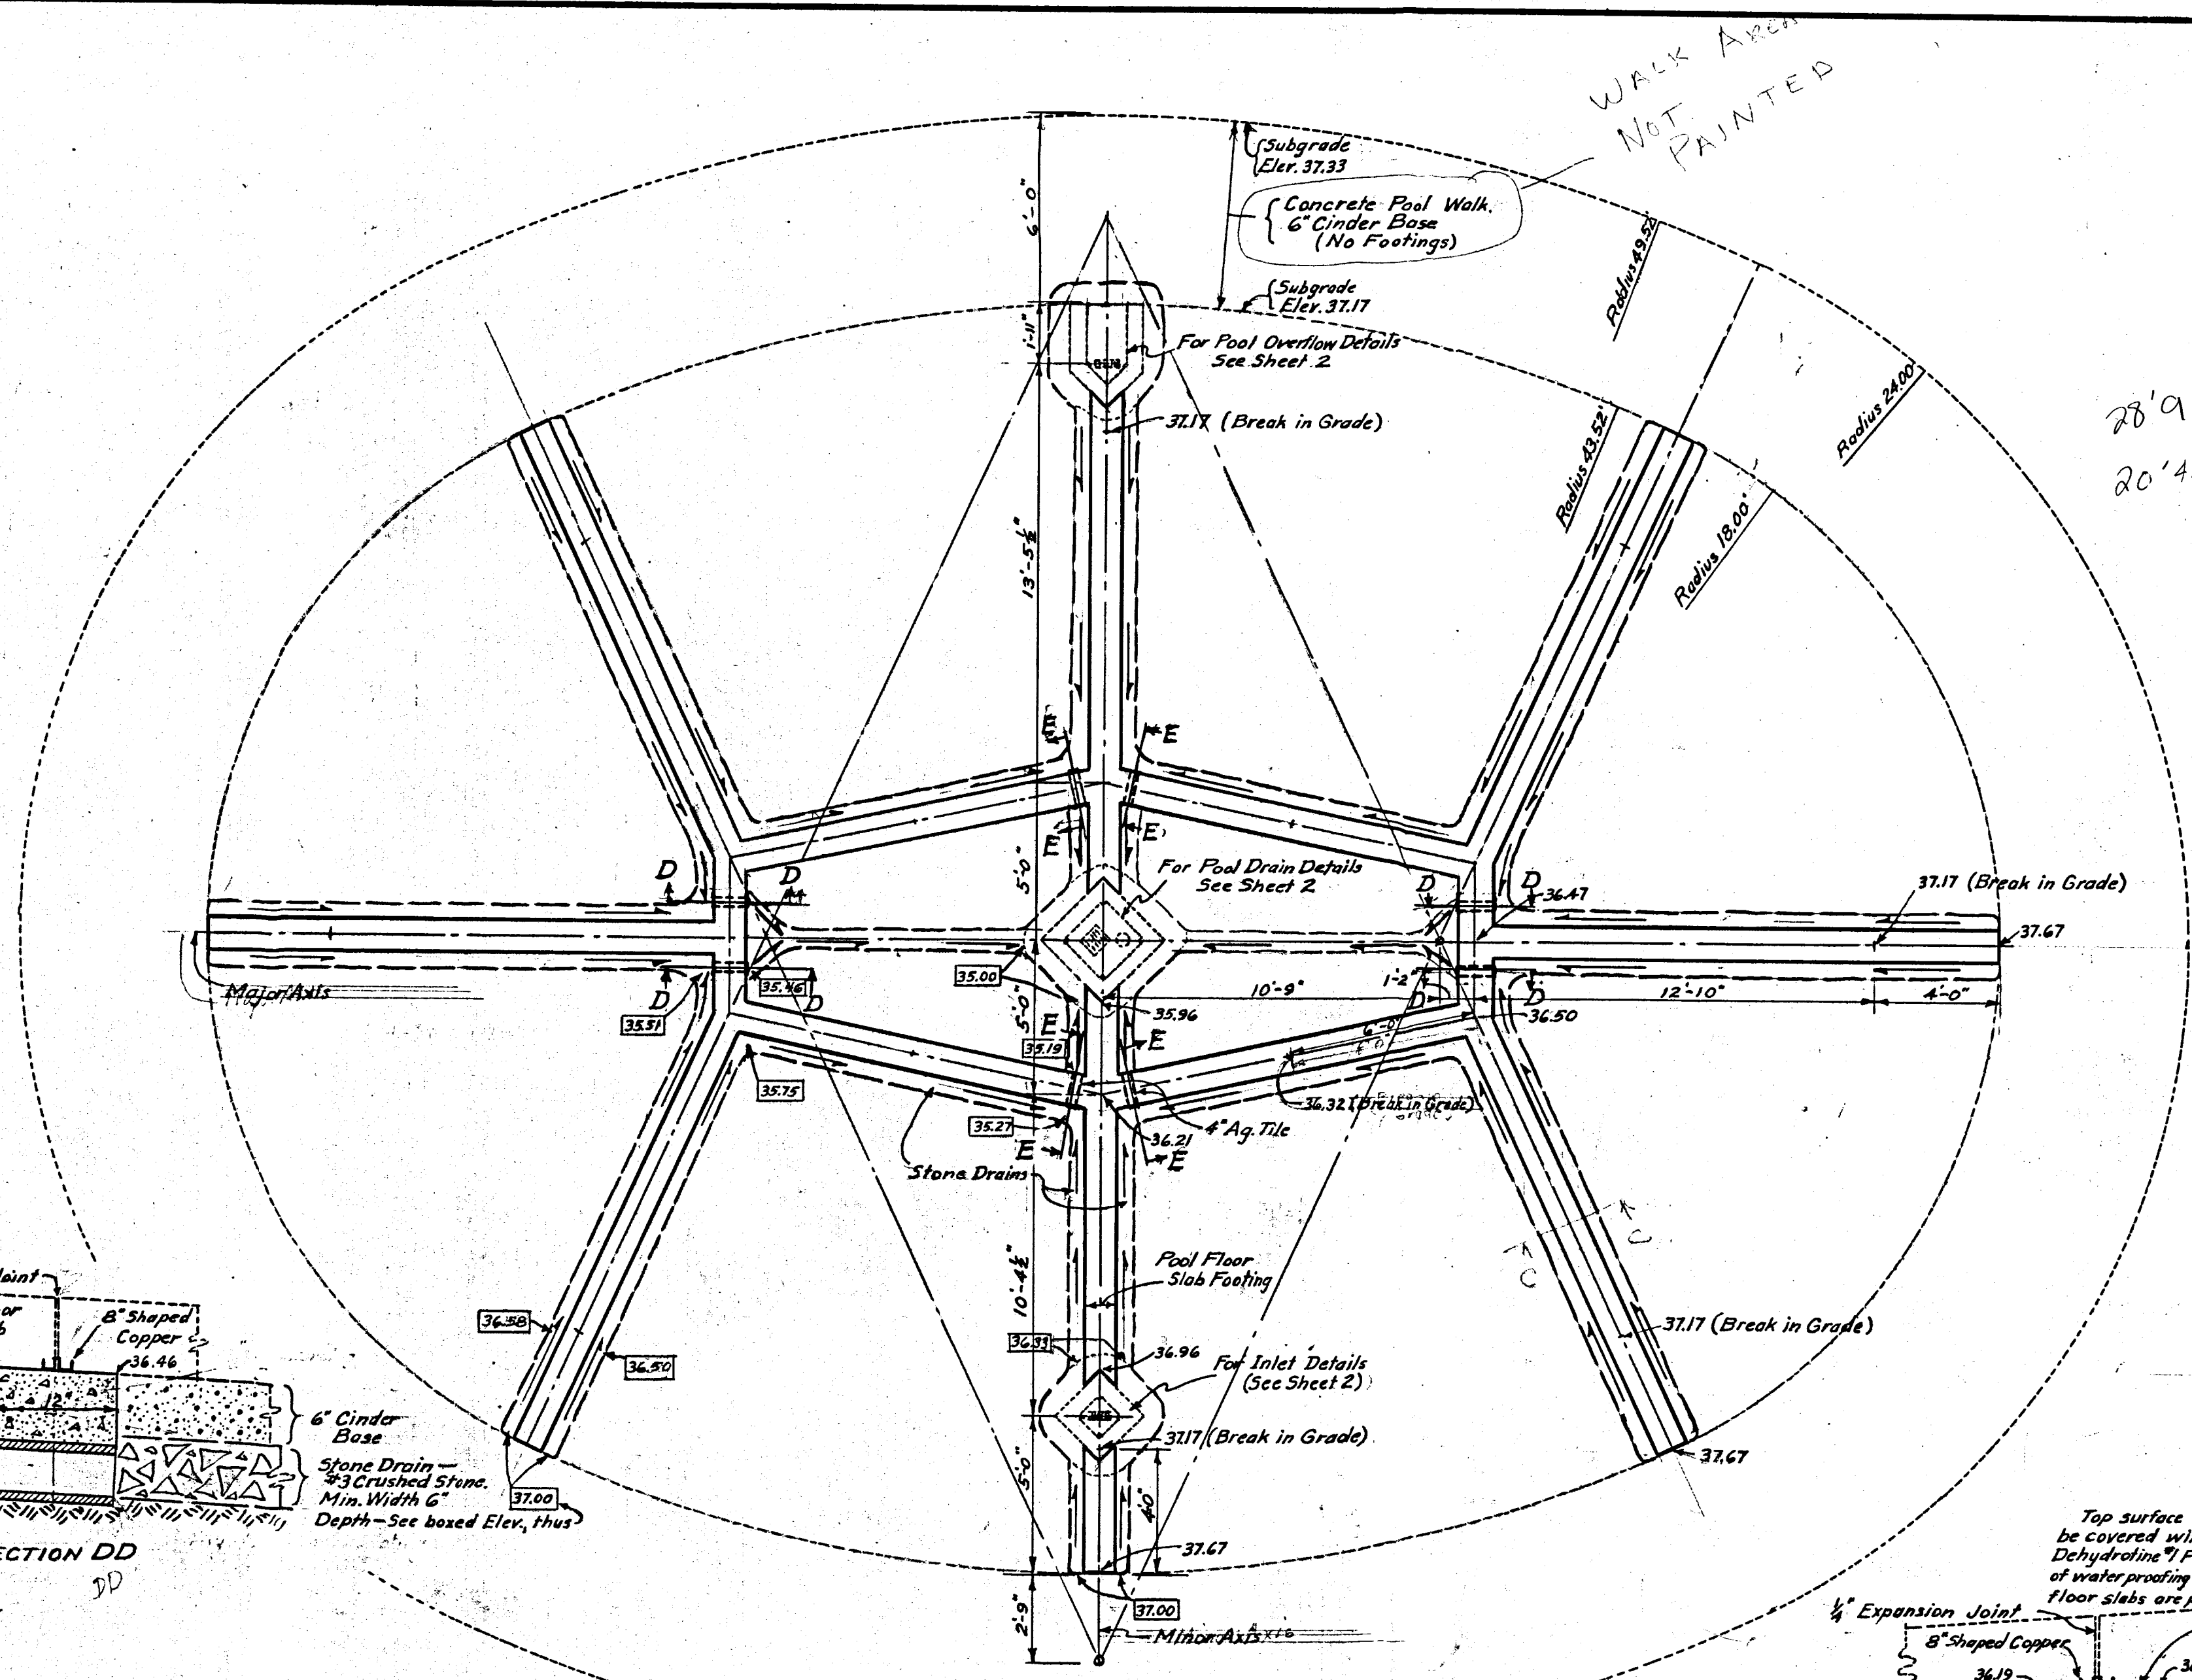 WALK AREA
NOT
PAINTED
Subgrade
Elev. 37.33
Concrete Pool Walk.
6" Cinder Base
(No Footings)
6'-0"
Radius 49.52'
Subgrade
Elev. 37.17
1'-11"
For Pool Overflow Details
See Sheet 2
37.17 (Break in Grade)
Radius 43.52'
Radius 24.00'
28'9
20'4
Radius 18.00'
13'-5½"
E
E
E
E
For Pool Drain Details
See Sheet 2
5'-0"
D
D
D
D
36.47
37.17 (Break in Grade)
37.67
Major Axis
35.00
35.46
D
D
35.51
10'-9"
1'-2"
D
D
12'-10"
4'-0"
5'-0"
35.96
36.50
E
E
35.19
6'-0"
6'-0"
35.75
36.32 (Break in Grade)
35.27
36.21
4" Ag. Tile
E
E
Stone Drains
C
C
10'-4½"
Pool Floor
Slab Footing
36.58
36.50
36.33
36.96
For Inlet Details
(See Sheet 2)
37.17 (Break in Grade)
37.17 (Break in Grade)
37.67
5'-0"
4'-0"
37.67
37.00
2'-9"
Minor Axis
Joint
or
8" Shaped
Copper
36.46
12"
6" Cinder
Base
Stone Drain—
#3 Crushed Stone.
Min. Width 6"
Depth—See boxed Elev., thus
37.00
ECTION DD
DD
Top surface
be covered wi
Dehydrotine #1 F
of waterproofing
floor slabs are
¼" Expansion Joint
8" Shaped Copper
36.19